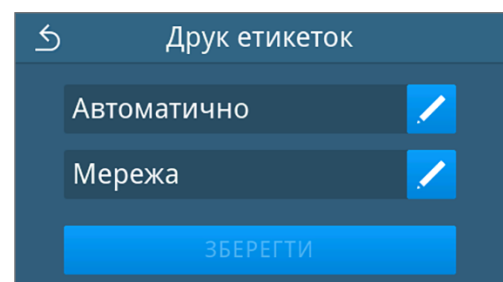 Друк етикеток
Автоматично
Мережа
ЗБЕРЕГТИ